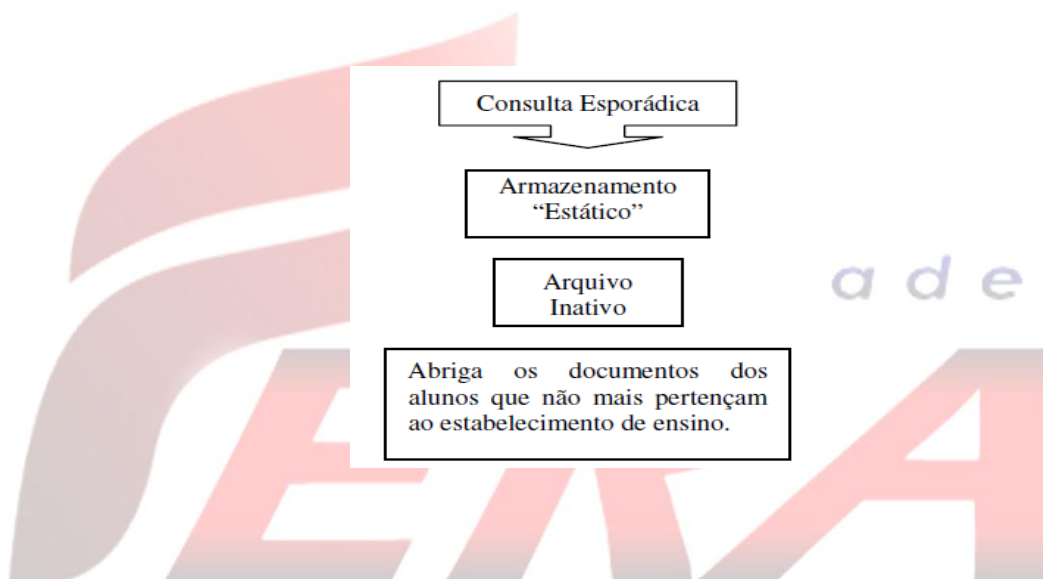 Consulta Esporádica
Armazenamento
“Estático”
Arquivo
Inativo
Abriga os documentos dos
alunos que não mais pertençam
ao estabelecimento de ensino.
a d e